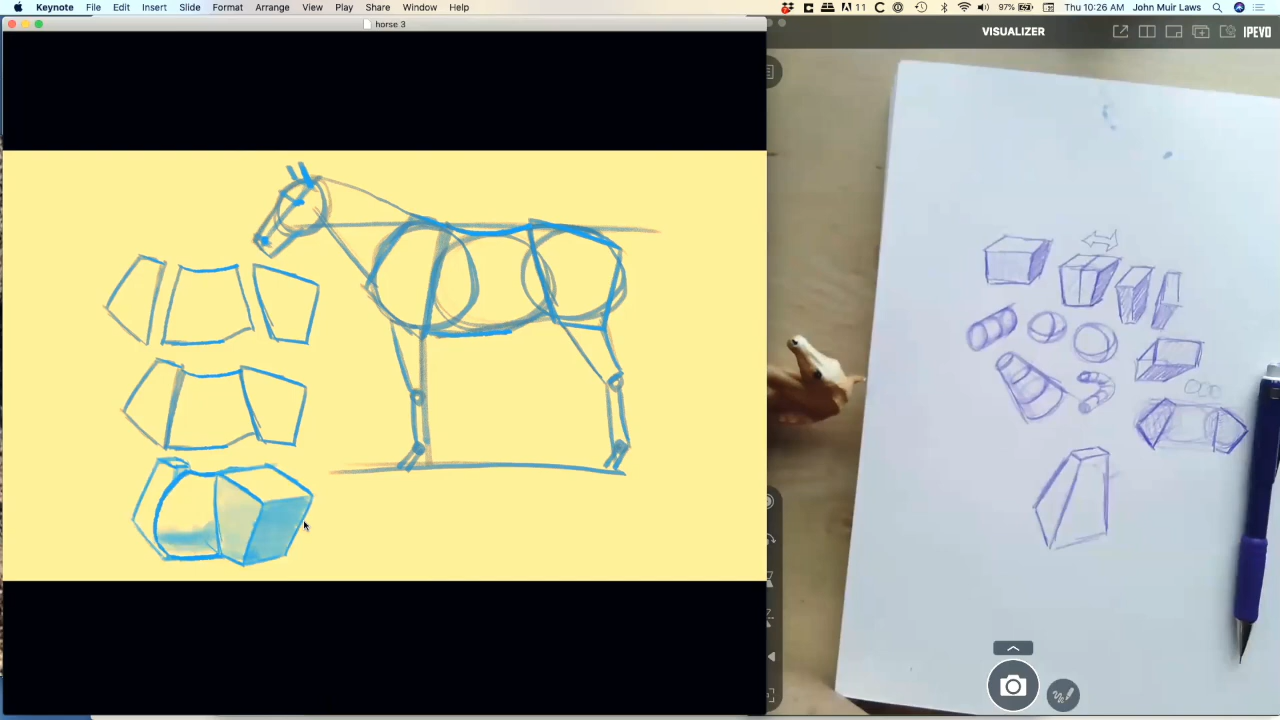 Keynote File Edit Insert Slide Format Arrange View Play Share Window Help
11 97% Thu 10:26 AM John Muir Laws
horse 3
VISUALIZER
IPEVO